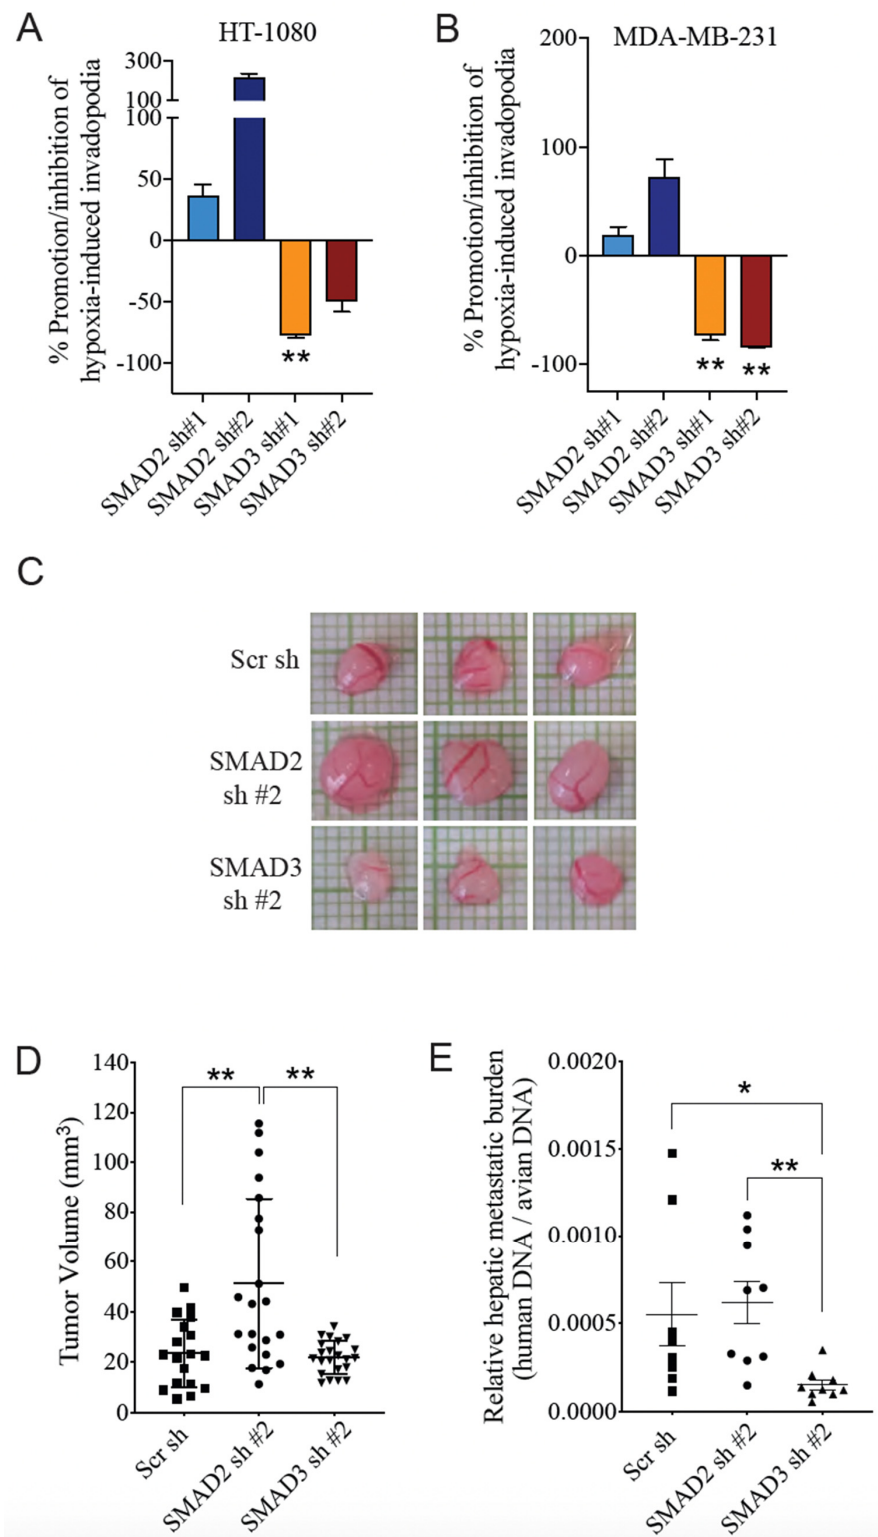 A
HT-1080
% Promotion/inhibition of
hypoxia-induced invadopodia
300
100
100
50
0
-50
-100
**
SMAD2 sh#1
SMAD2 sh#2
SMAD3 sh#1
SMAD3 sh#2
B
MDA-MB-231
% Promotion/inhibition of
hypoxia-induced invadopodia
200
100
0
-100
**
**
SMAD2 sh#1
SMAD2 sh#2
SMAD3 sh#1
SMAD3 sh#2
C
Scr sh
SMAD2
sh #2
SMAD3
sh #2
D
Tumor Volume (mm³)
140
120
100
80
60
40
20
0
**
**
Scr sh
SMAD2 sh #2
SMAD3 sh #2
E
Relative hepatic metastatic burden
(human DNA / avian DNA)
0.0020
0.0015
0.0010
0.0005
0.0000
*
**
Scr sh
SMAD2 sh #2
SMAD3 sh #2